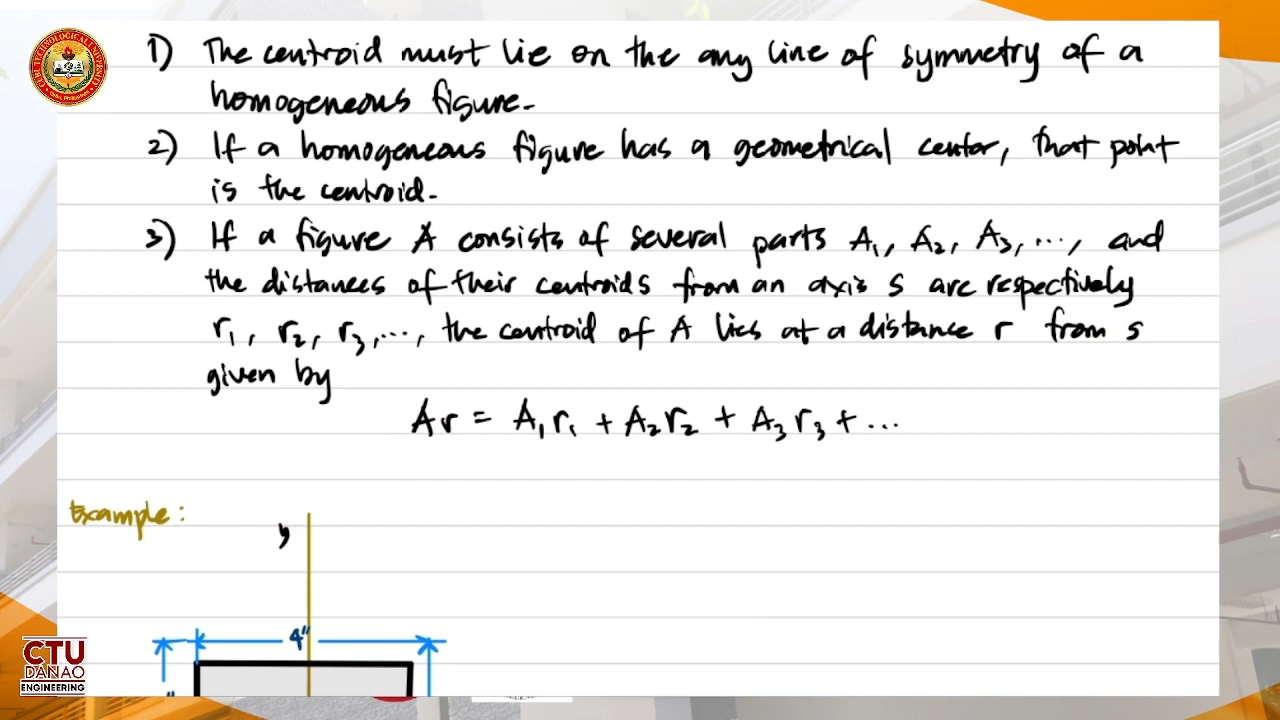 1) The centroid must lie on the any line of symmetry of a
homogeneous figure.
2) If a homogeneous figure has a geometrical center, that point
is the centroid.
3) If a figure A consists of several parts A₁, A₂, A₃, ..., and
the distances of their centroids from an axis s are respectively
r₁, r₂, r₃, ..., the centroid of A lies at a distance r from s
given by
Ar = A₁r₁ + A₂r₂ + A₃r₃ + ...
Example:
y
4"
CTU
DANAO
ENGINEERING